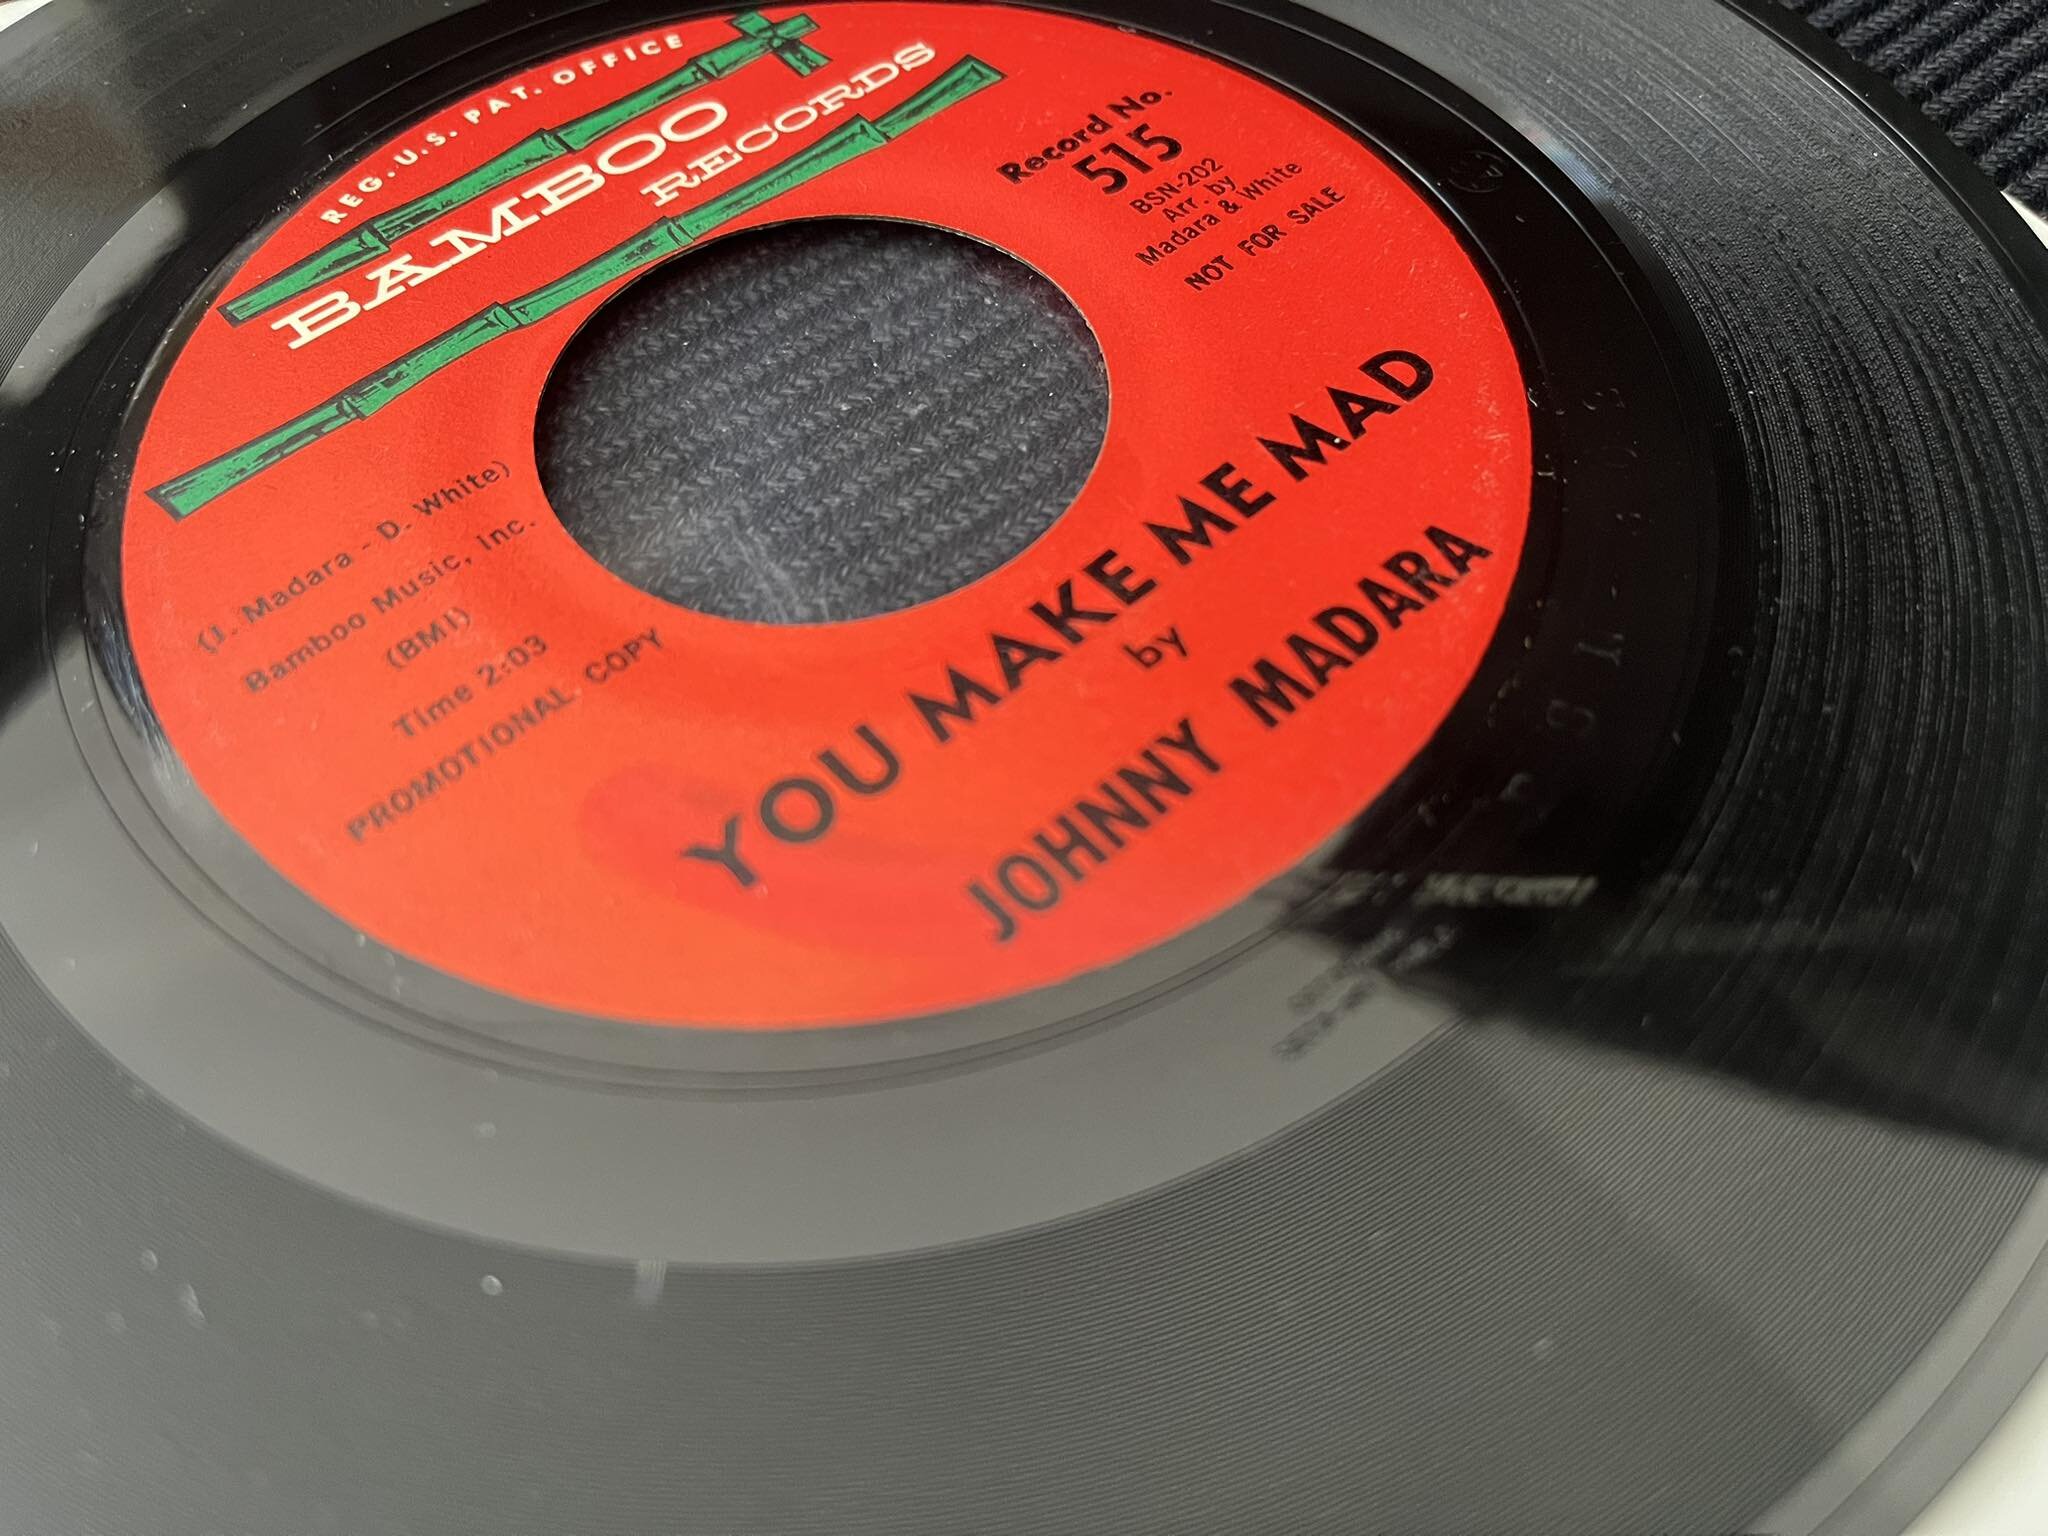 REG. U.S. PAT. OFFICE
BAMBOO
RECORDS
Record No.
515
BSN-202
Arr. by
Madara & White
NOT FOR SALE
(J. Madara - D. White)
Bamboo Music, Inc.
(BMI)
Time 2:03
PROMOTIONAL COPY
YOU MAKE ME MAD
by
JOHNNY MADARA